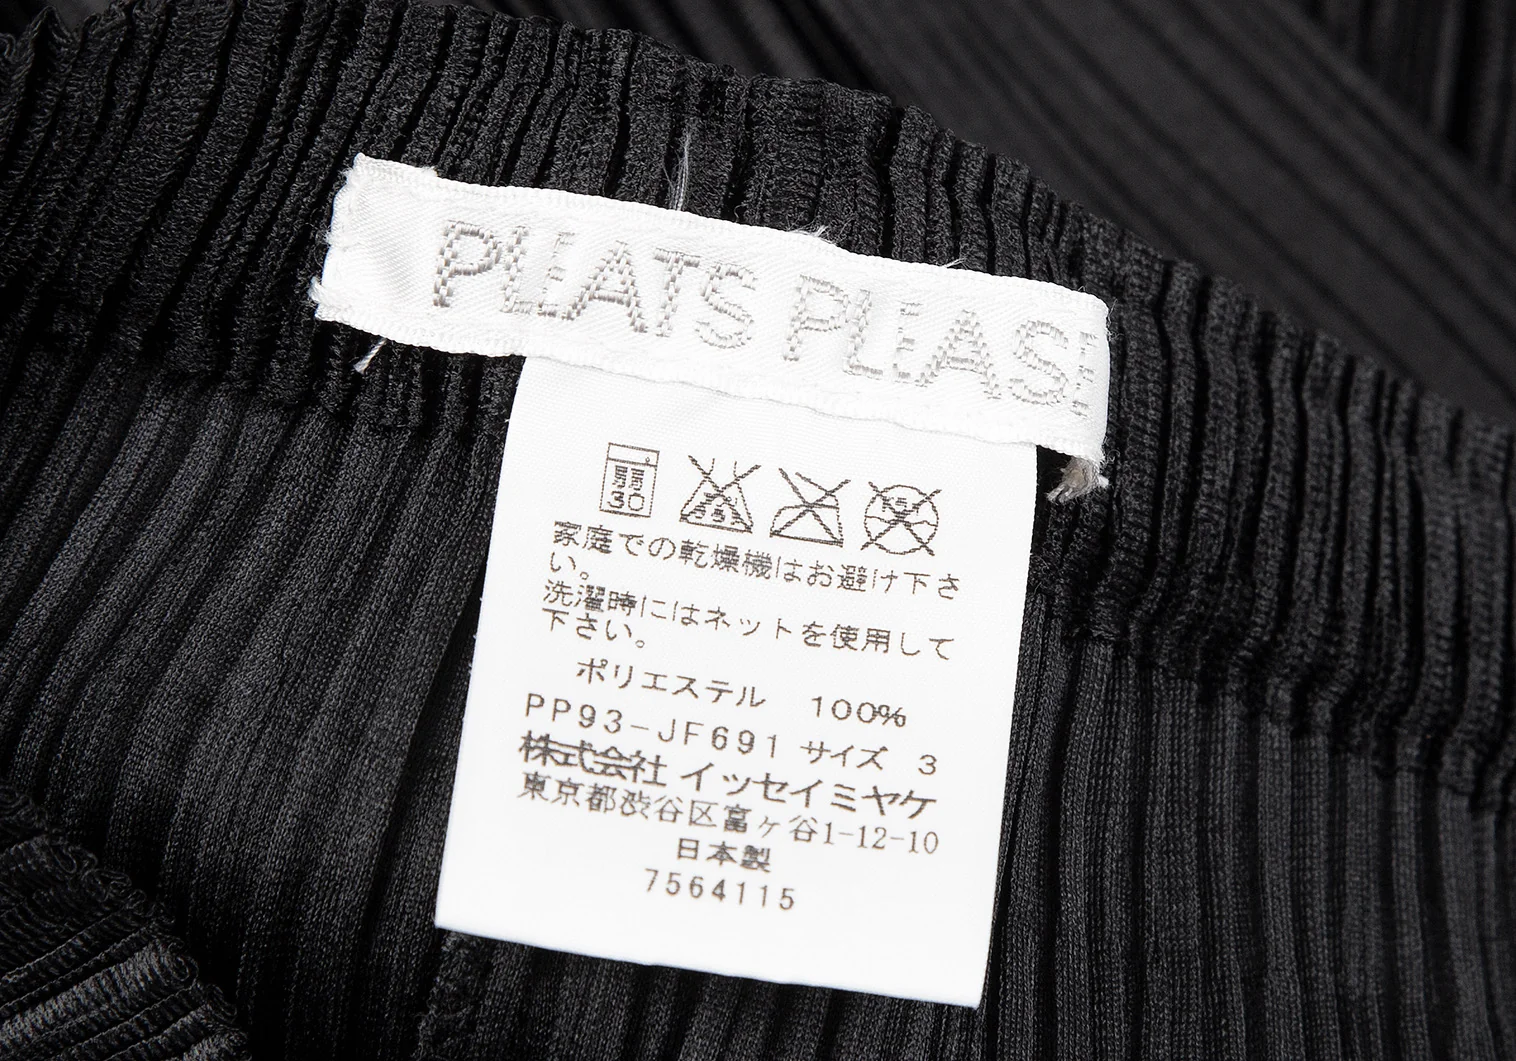 PLEATS PLEASE
弱
30
家庭での乾燥機はお避け下さ
い。
洗濯時にはネットを使用して
下さい。
ポリエステル 100%
PP93-JF691 サイズ 3
株式会社 イッセイミヤケ
東京都渋谷区富ヶ谷1-12-10
日本製
7564115